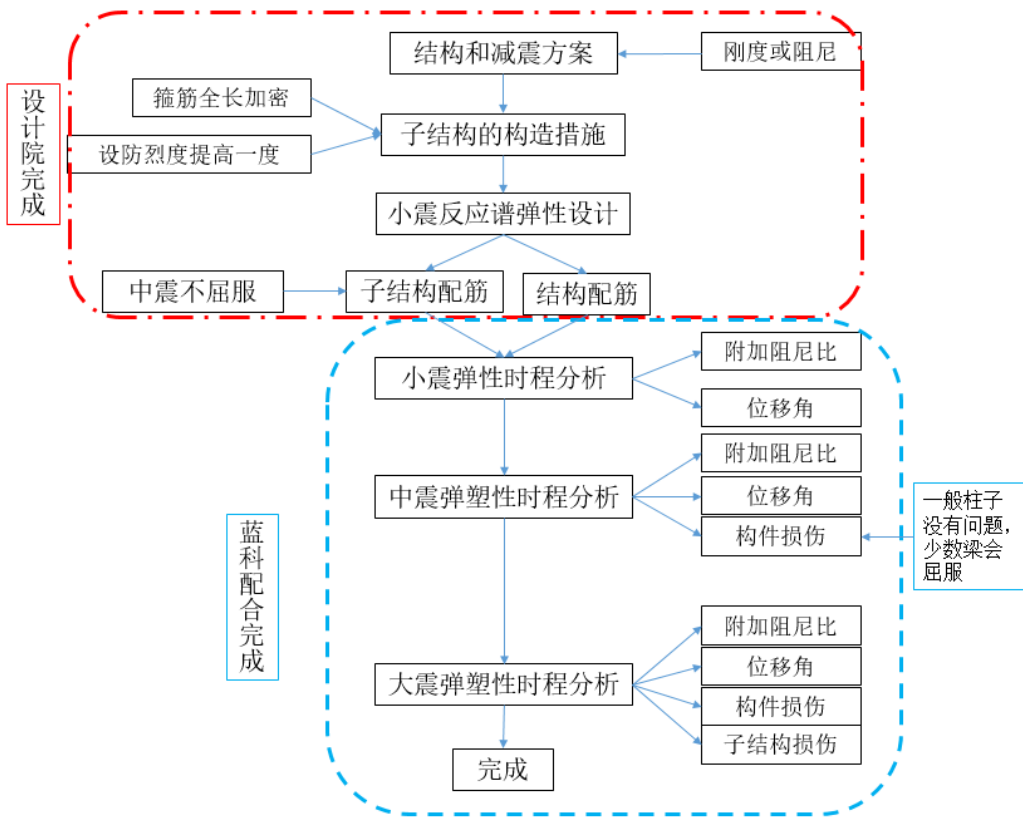 结构和减震方案
刚度或阻尼
箍筋全长加密
子结构的构造措施
设防烈度提高一度
设计院完成
小震反应谱弹性设计
中震不屈服
子结构配筋
结构配筋
小震弹性时程分析
附加阻尼比
位移角
中震弹塑性时程分析
附加阻尼比
位移角
构件损伤
一般柱子
没有问题，
少数梁会
屈服
蓝科配合完成
大震弹塑性时程分析
附加阻尼比
位移角
构件损伤
子结构损伤
完成